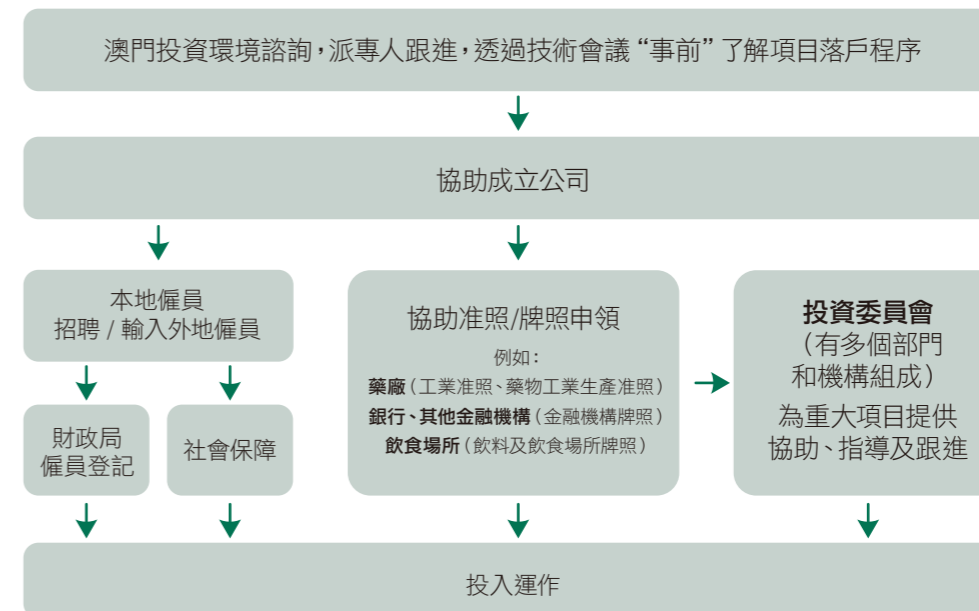 澳門投資環境諮詢，派專人跟進，透過技術會議“事前”了解項目落戶程序
協助成立公司
本地僱員
招聘 / 輸入外地僱員
財政局
僱員登記
社會保障
協助准照/牌照申領
例如：
藥廠（工業准照、藥物工業生產准照）
銀行、其他金融機構（金融機構牌照）
飲食場所（飲料及飲食場所牌照）
投資委員會
（有多個部門
和機構組成）
為重大項目提供
協助、指導及跟進
投入運作